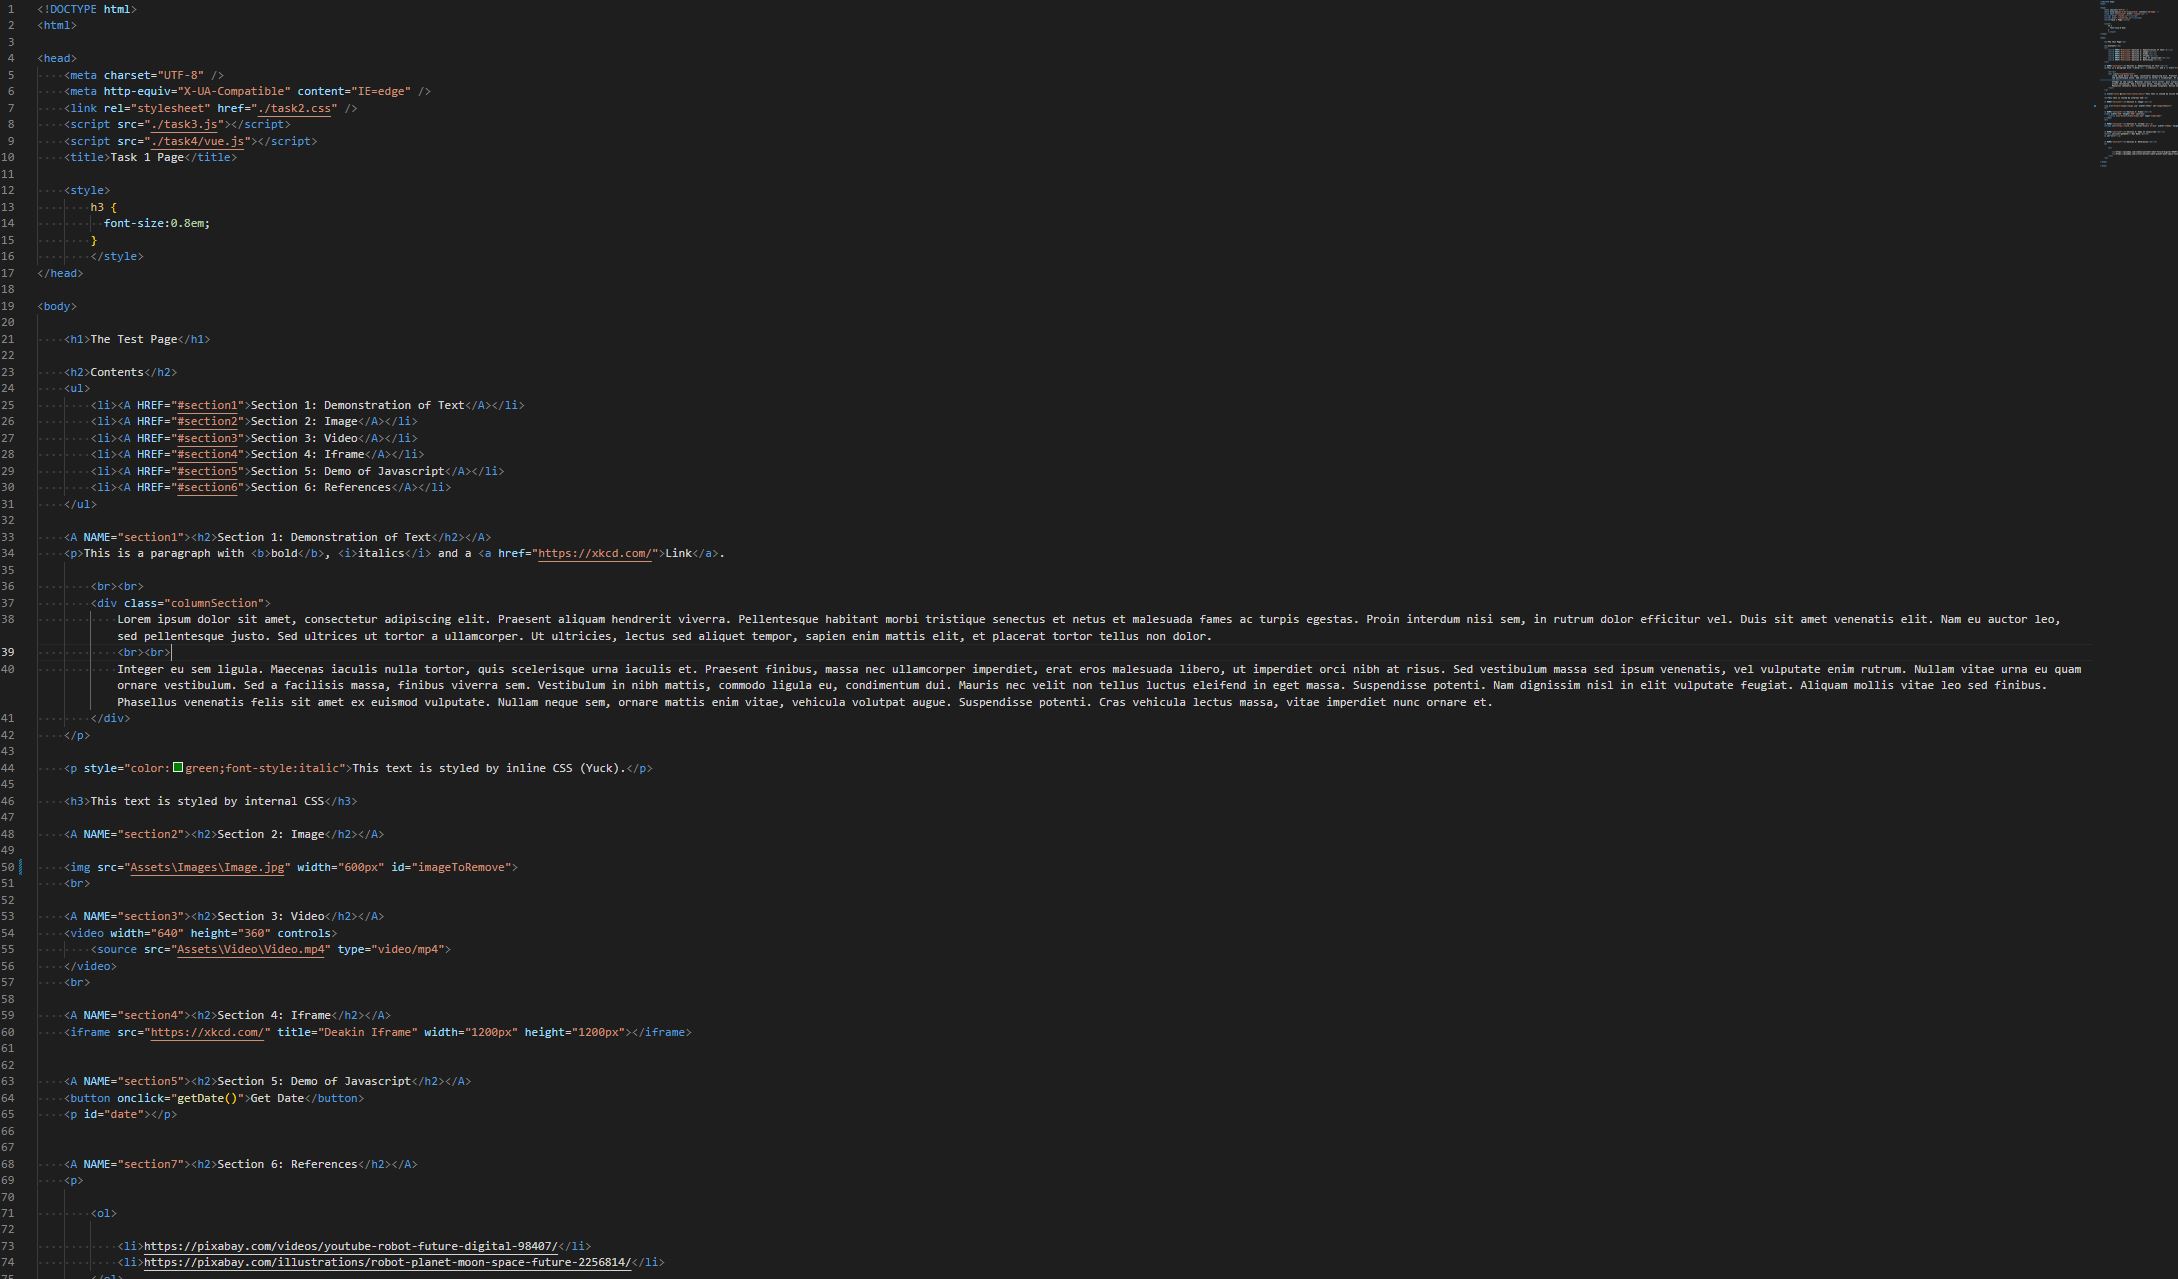 1 <!DOCTYPE html>
2 <html>
3
4 <head>
5 <meta charset="UTF-8" />
6 <meta http-equiv="X-UA-Compatible" content="IE=edge" />
7 <link rel="stylesheet" href="./task2.css" />
8 <script src="./task3.js"></script>
9 <script src="./task4/vue.js"></script>
10 <title>Task 1 Page</title>
11
12 <style>
13 h3 {
14 font-size:0.8em;
15 }
16 </style>
17 </head>
18
19 <body>
20
21 <h1>The Test Page</h1>
22
23 <h2>Contents</h2>
24 <ul>
25 <li><A HREF="#section1">Section 1: Demonstration of Text</A></li>
26 <li><A HREF="#section2">Section 2: Image</A></li>
27 <li><A HREF="#section3">Section 3: Video</A></li>
28 <li><A HREF="#section4">Section 4: Iframe</A></li>
29 <li><A HREF="#section5">Section 5: Demo of Javascript</A></li>
30 <li><A HREF="#section6">Section 6: References</A></li>
31 </ul>
32
33 <A NAME="section1"><h2>Section 1: Demonstration of Text</h2></A>
34 <p>This is a paragraph with <b>bold</b>, <i>italics</i> and a <a href="https://xkcd.com/">Link</a>.
35
36 <br><br>
37 <div class="columnSection">
38 Lorem ipsum dolor sit amet, consectetur adipiscing elit. Praesent aliquam hendrerit viverra. Pellentesque habitant morbi tristique senectus et netus et malesuada fames ac turpis egestas. Proin interdum nisi sem, in rutrum dolor efficitur vel. Duis sit amet venenatis elit. Nam eu auctor leo,
sed pellentesque justo. Sed ultrices ut tortor a ullamcorper. Ut ultricies, lectus sed aliquet tempor, sapien enim mattis elit, et placerat tortor tellus non dolor.
39 <br><br>
40 Integer eu sem ligula. Maecenas iaculis nulla tortor, quis scelerisque urna iaculis et. Praesent finibus, massa nec ullamcorper imperdiet, erat eros malesuada libero, ut imperdiet orci nibh at risus. Sed vestibulum massa sed ipsum venenatis, vel vulputate enim rutrum. Nullam vitae urna eu quam
ornare vestibulum. Sed a facilisis massa, finibus viverra sem. Vestibulum in nibh mattis, commodo ligula eu, condimentum dui. Mauris nec velit non tellus luctus eleifend in eget massa. Suspendisse potenti. Nam dignissim nisl in elit vulputate feugiat. Aliquam mollis vitae leo sed finibus.
Phasellus venenatis felis sit amet ex euismod vulputate. Nullam neque sem, ornare mattis enim vitae, vehicula volutpat augue. Suspendisse potenti. Cras vehicula lectus massa, vitae imperdiet nunc ornare et.
41 </div>
42 </p>
43
44 <p style="color:green;font-style:italic">This text is styled by inline CSS (Yuck).</p>
45
46 <h3>This text is styled by internal CSS</h3>
47
48 <A NAME="section2"><h2>Section 2: Image</h2></A>
49
50 <img src="Assets\Images\Image.jpg" width="600px" id="imageToRemove">
51 <br>
52
53 <A NAME="section3"><h2>Section 3: Video</h2></A>
54 <video width="640" height="360" controls>
55 <source src="Assets\Video\Video.mp4" type="video/mp4">
56 </video>
57 <br>
58
59 <A NAME="section4"><h2>Section 4: Iframe</h2></A>
60 <iframe src="https://xkcd.com/" title="Deakin Iframe" width="1200px" height="1200px"></iframe>
61
62
63 <A NAME="section5"><h2>Section 5: Demo of Javascript</h2></A>
64 <button onclick="getDate()">Get Date</button>
65 <p id="date"></p>
66
67
68 <A NAME="section7"><h2>Section 6: References</h2></A>
69 <p>
70
71 <ol>
72
73 <li>https://pixabay.com/videos/youtube-robot-future-digital-98407/</li>
74 <li>https://pixabay.com/illustrations/robot-planet-moon-space-future-2256814/</li>
75 </ol>